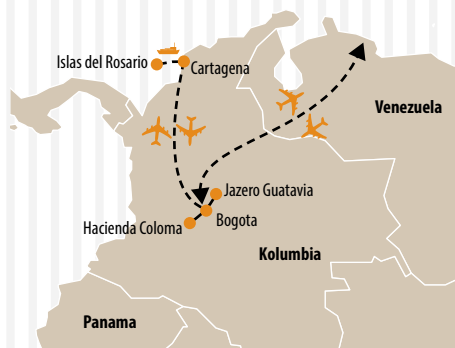 Islas del Rosario
Cartagena
Venezuela
Jazero Guatavia
Bogota
Hacienda Coloma
Kolumbia
Panama